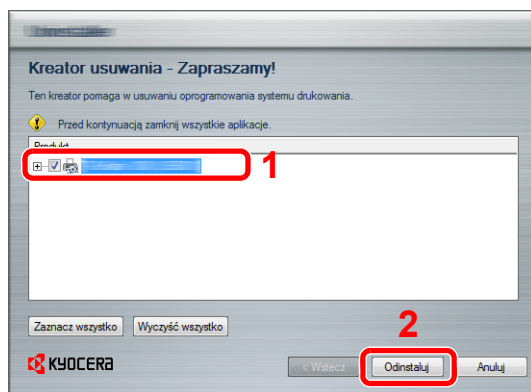 Kreator usuwania - Zapraszamy!
Ten kreator pomaga w usuwaniu oprogramowania systemu drukowania.
Przed kontynuacją zamknij wszystkie aplikacje.
Produkt
1
Zaznacz wszystko Wyczyść wszystko
2
KYOCERA < Wstecz Odinstaluj Anuluj